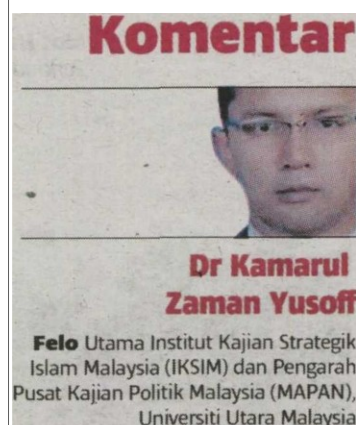 Komentar
Dr Kamarul
Zaman Yusoff
Felo Utama Institut Kajian Strategik
Islam Malaysia (IKSIM) dan Pengarah
Pusat Kajian Politik Malaysia (MAPAN),
Universiti Utara Malaysia